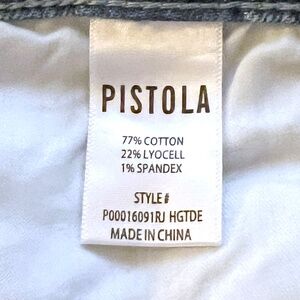 PISTOLA
77% COTTON
22% LYOCELL
1% SPANDEX
STYLE#
P00016091RJ HGTDE
MADE IN CHINA